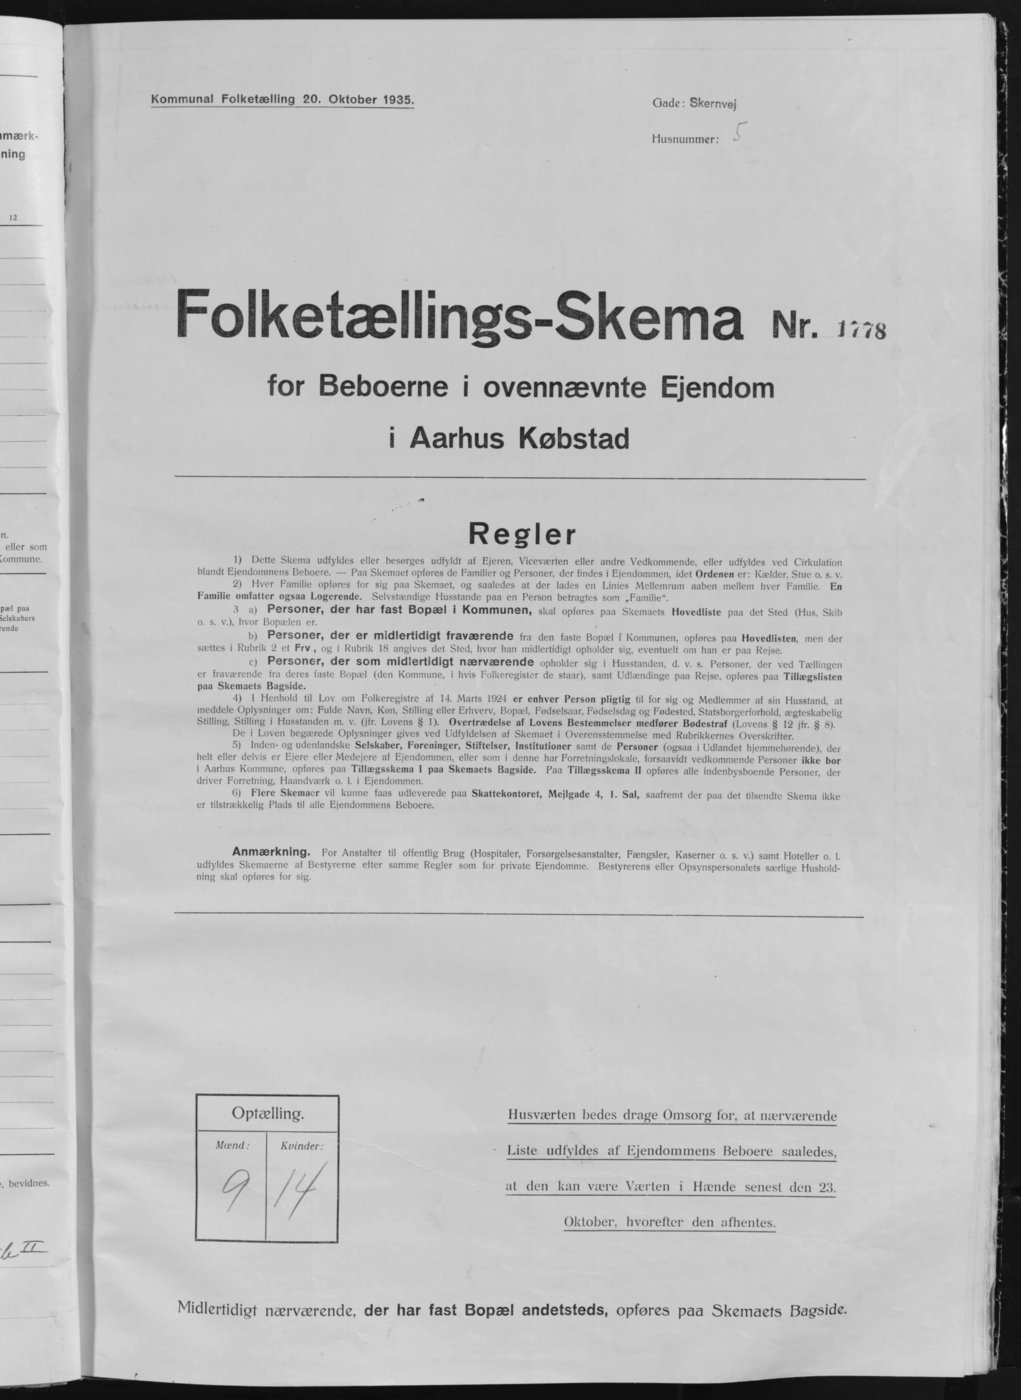 Kommunal Folketælling 20. Oktober 1935.
Gade: Skernvej
Husnummer: 5
Folketællings-Skema Nr. 1778
for Beboerne i ovennævnte Ejendom
i Aarhus Købstad
Regler
1) Dette Skema udfyldes eller besørges udfyldt af Ejeren, Viceværten eller andre Vedkommende, eller udfyldes ved Cirkulation
blandt Ejendommens Beboere. — Paa Skemaet opføres de Familier og Personer, der findes i Ejendommen, idet Ordenen er: Kælder, Stue o. s. v.
2) Hver Familie opføres for sig paa Skemaet, og saaledes at der lades en Linies Mellemrum aaben mellem hver Familie. En
Familie omfatter ogsaa Logerende. Selvstændige Husstande paa en Person betragtes som „Familie“.
3 a) Personer, der har fast Bopæl i Kommunen, skal opføres paa Skemaets Hovedliste paa det Sted (Hus, Skib
o. s. v.), hvor Bopælen er.
b) Personer, der er midlertidigt fraværende fra den faste Bopæl i Kommunen, opføres paa Hovedlisten, men der
sættes i Rubrik 2 et Frv., og i Rubrik 18 angives det Sted, hvor han midlertidigt opholder sig, eventuelt om han er paa Rejse.
c) Personer, der som midlertidigt nærværende opholder sig i Husstanden, d. v. s. Personer, der ved Tællingen
er fraværende fra deres faste Bopæl (den Kommune, i hvis Folkeregister de staar), samt Udlændinge paa Rejse, opføres paa Tillægslisten
paa Skemaets Bagside.
4) I Henhold til Lov om Folkeregistre af 14. Marts 1924 er enhver Person pligtig til for sig og Medlemmer af sin Husstand, at
meddele Oplysninger om: Fulde Navn, Køn, Stilling eller Erhverv, Bopæl, Fødselsaar, Fødselsdag og Fødested, Statsborgerforhold, ægteskabelig
Stilling, Stilling i Husstanden m. v. (jfr. Lovens § 1). Overtrædelse af Lovens Bestemmelser medfører Bødestraf (Lovens § 12 jfr. § 8).
De i Loven begærede Oplysninger gives ved Udfyldelsen af Skemaet i Overensstemmelse med Rubrikkernes Overskrifter.
5) Inden- og udenlandske Selskaber, Foreninger, Stiftelser, Institutioner samt de Personer (ogsaa i Udlandet hjemmehørende), der
helt eller delvis er Ejere eller Medejere af Ejendommen, eller som i denne har Forretningslokale, forsaavidt vedkommende Personer ikke bor
i Aarhus Kommune, opføres paa Tillægsskema I paa Skemaets Bagside. Paa Tillægsskema II opføres alle indenbysboende Personer, der
driver Forretning, Haandværk o. l. i Ejendommen.
6) Flere Skemaer vil kunne faas udleverede paa Skattekontoret, Mejlgade 4, 1. Sal, saafremt der paa det tilsendte Skema ikke
er tilstrækkelig Plads til alle Ejendommens Beboere.
Anmærkning. For Anstalter til offentlig Brug (Hospitaler, Forsørgelsesanstalter, Fængsler, Kaserner o. s. v.) samt Hoteller o. l.
udfyldes Skemaerne af Bestyrerne efter samme Regler som for private Ejendomme. Bestyrerens eller Opsynspersonalets særlige Hushold-
ning skal opføres for sig.
Optælling.
Mænd: Kvinder:
9 14
Husværten bedes drage Omsorg for, at nærværende
Liste udfyldes af Ejendommens Beboere saaledes,
at den kan være Værten i Hænde senest den 23.
Oktober, hvorefter den afhentes.
Midlertidigt nærværende, der har fast Bopæl andetsteds, opføres paa Skemaets Bagside.
mærk-
ning
12
n.
eller som
Kommune.
pæl paa
Selskabers
rende
, bevidnes.
II